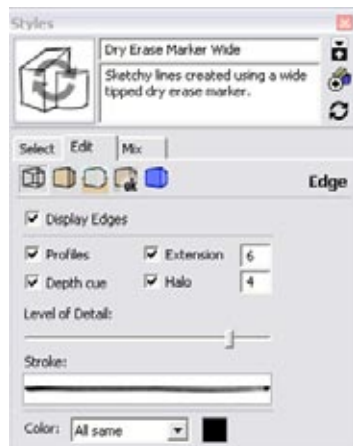 Styles
Dry Erase Marker Wide
Sketchy lines created using a wide
tipped dry erase marker.
Select Edit Mix
Edge
Display Edges
Profiles Extension 6
Depth cue Halo 4
Level of Detail:
Stroke:
Color: All same